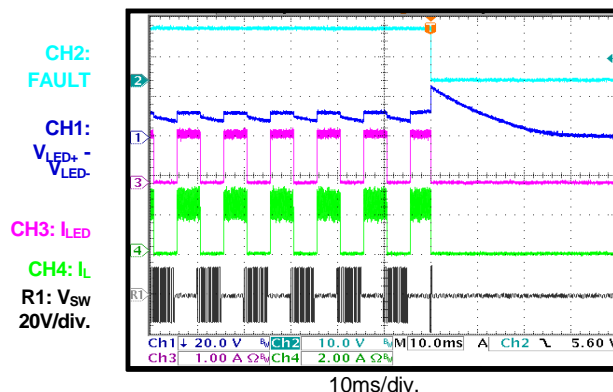 CH2:
FAULT
CH1:
VLED+ -
VLED-
CH3: ILED
CH4: IL
R1: VSW
20V/div.
T
2
1
3
4
R1
Ch1 20.0 V Ch2 10.0 V M 10.0ms A Ch2 5.60 V
Ch3 1.00 A Ω Ch4 2.00 A Ω
10ms/div.